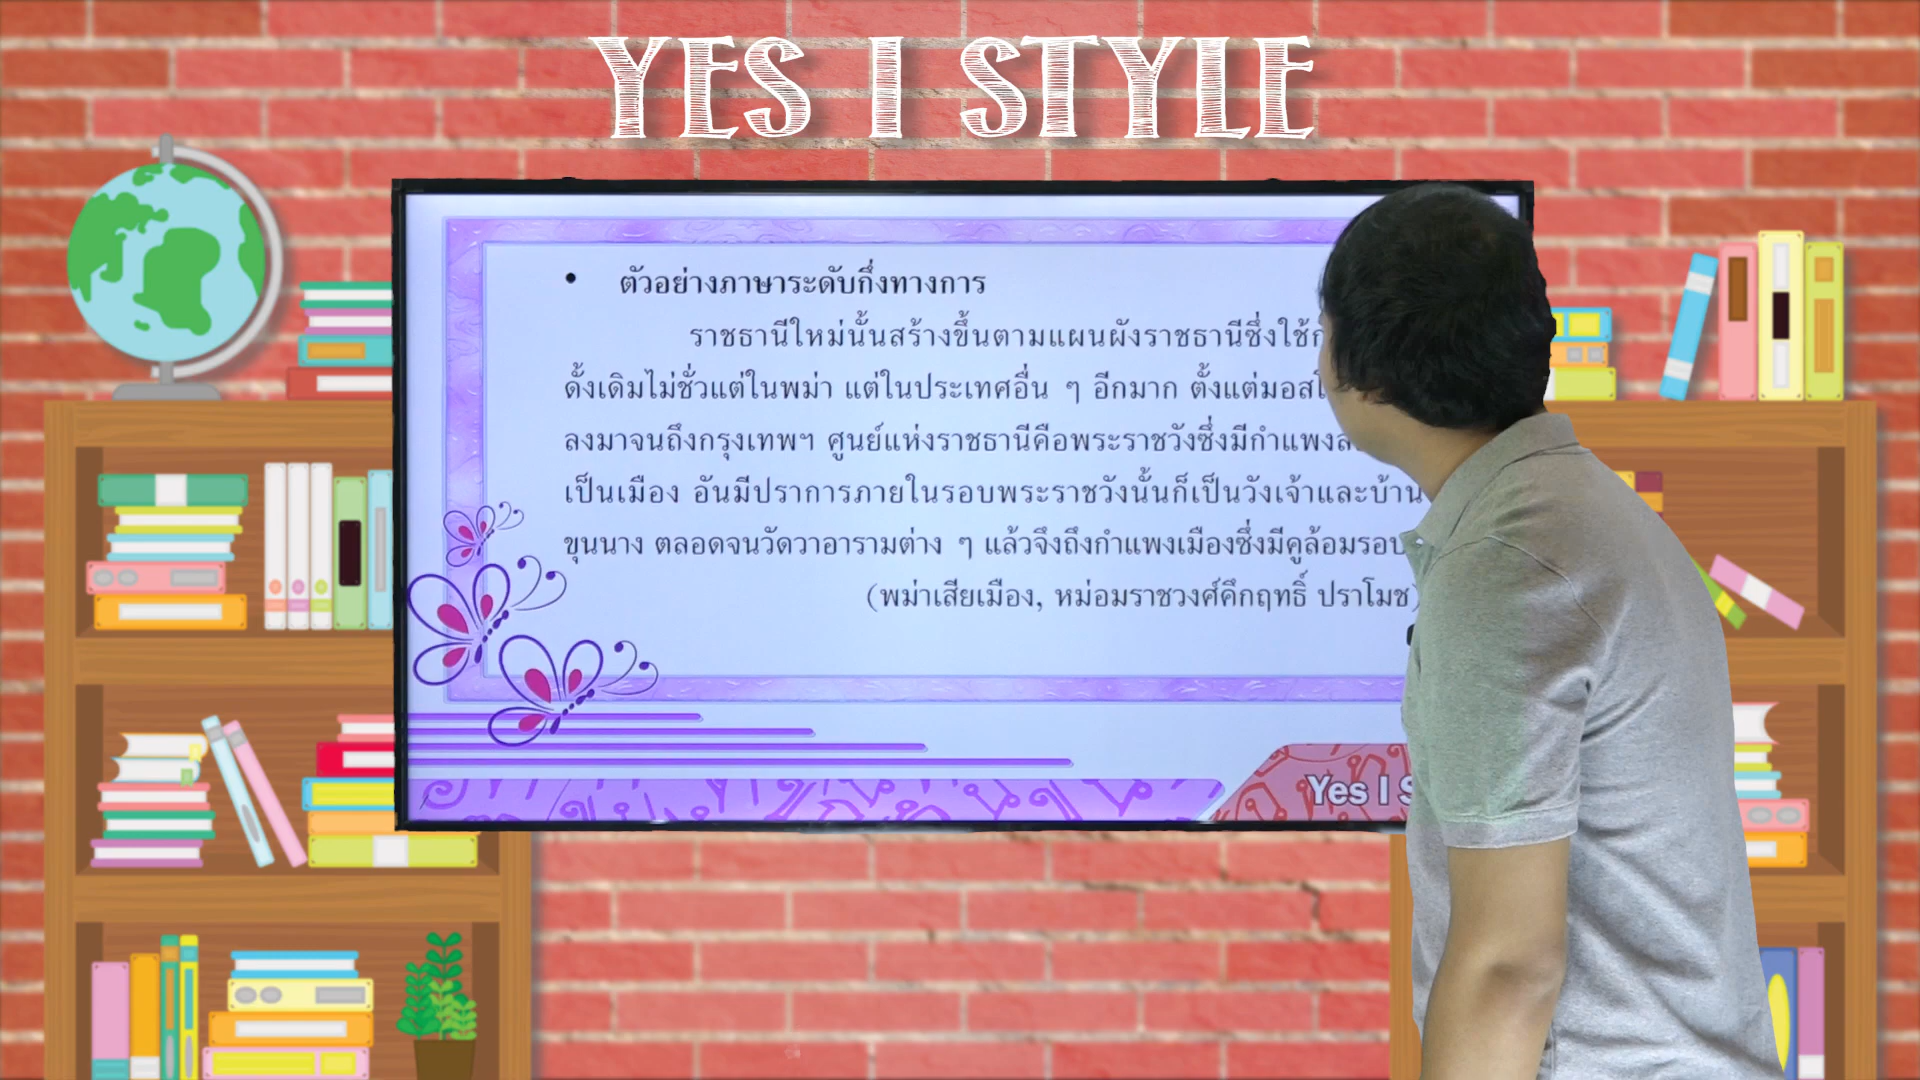 YES I STYLE
• ตัวอย่างภาษาระดับกึ่งทางการ
ราชธานีใหม่นั้นสร้างขึ้นตามแผนผังราชธานีซึ่งใช้
ดั้งเดิมไม่ชั่วแต่ในพม่า แต่ในประเทศอื่น ๆ อีกมาก ตั้งแต่
ลงมาจนถึงกรุงเทพฯ ศูนย์แห่งราชธานีคือพระราชวังซึ่งมีกำแพง
เป็นเมือง อันมีปราการภายในรอบพระราชวังนั้นก็เป็นวังเจ้าและบ้าน
ขุนนาง ตลอดจนวัดวาอารามต่าง ๆ แล้วจึงถึงกำแพงเมืองซึ่งมีคูล้อมรอบ
(พม่าเสียเมือง, หม่อมราชวงศ์คึกฤทธิ์ ปราโมช)
Yes I